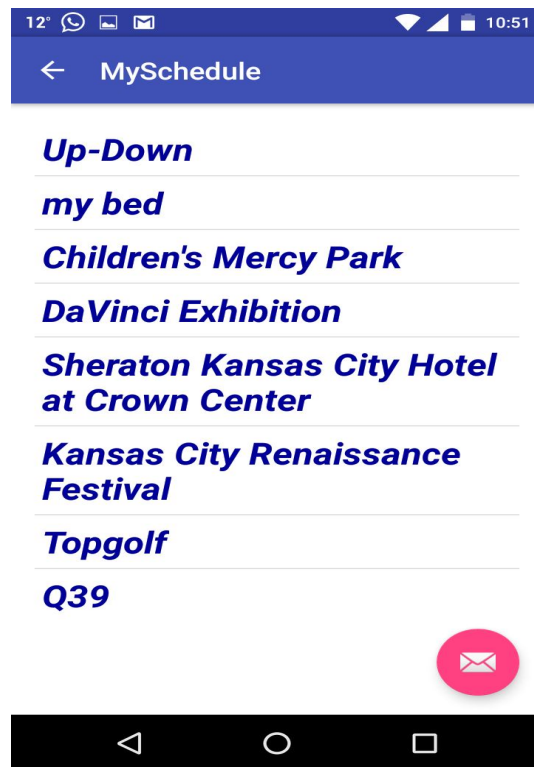 12° 10:51
MySchedule
Up-Down
my bed
Children's Mercy Park
DaVinci Exhibition
Sheraton Kansas City Hotel
at Crown Center
Kansas City Renaissance
Festival
Topgolf
Q39